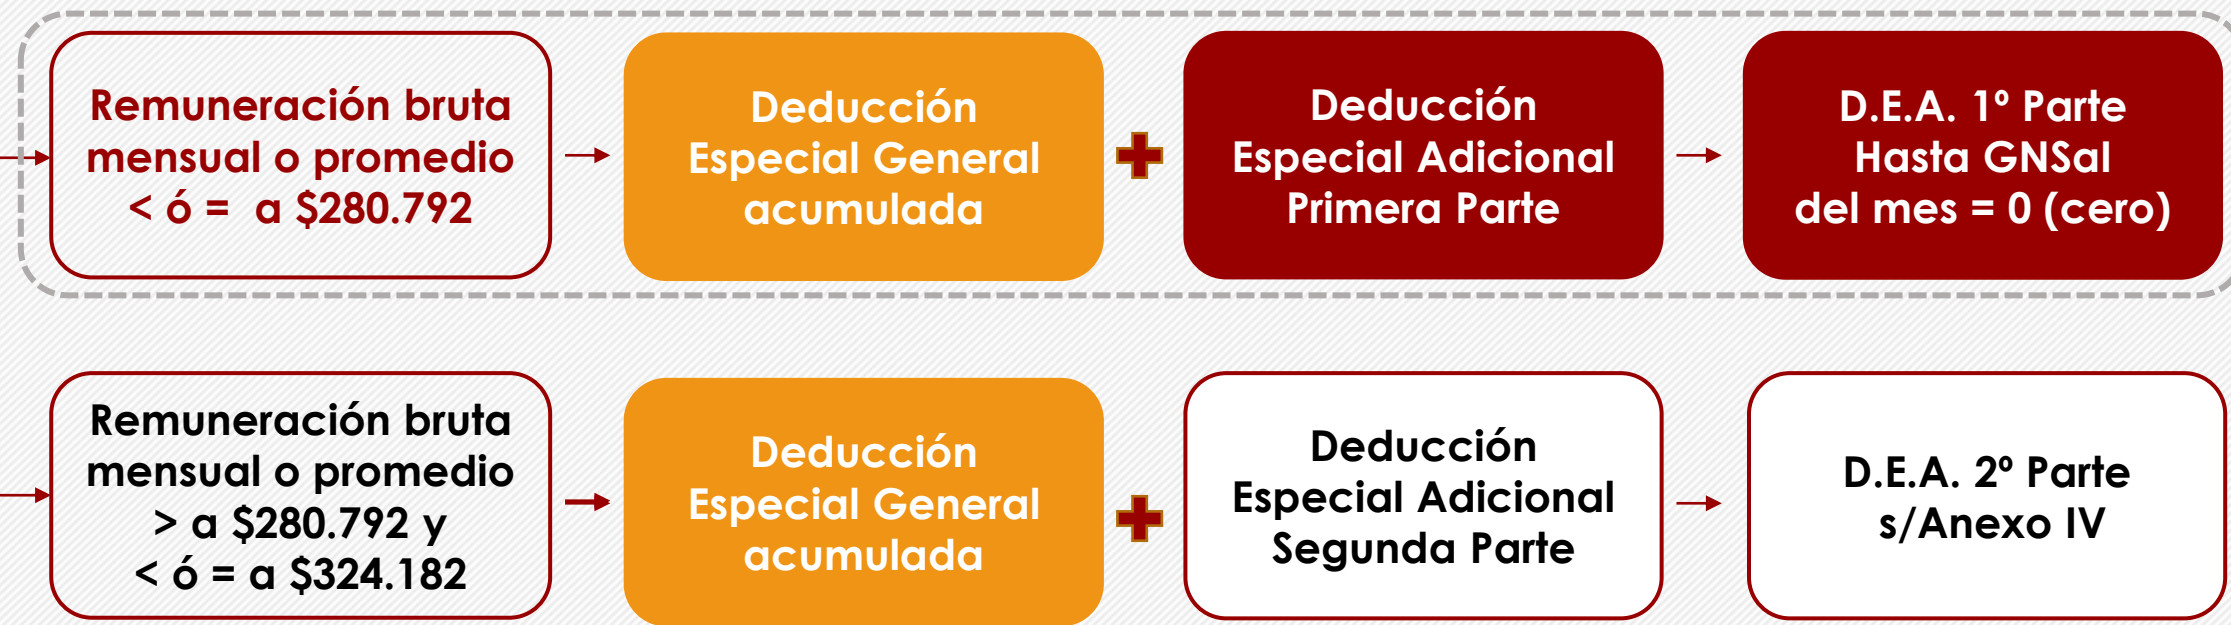 Remuneración bruta
mensual o promedio
< ó =  a $280.792
Deducción
Especial General
acumulada
Deducción
Especial Adicional
Primera Parte
D.E.A. 1º Parte
Hasta GNSal
del mes = 0 (cero)
Remuneración bruta
mensual o promedio
> a $280.792 y
< ó = a $324.182
Deducción
Especial General
acumulada
Deducción
Especial Adicional
Segunda Parte
D.E.A. 2º Parte
s/Anexo IV